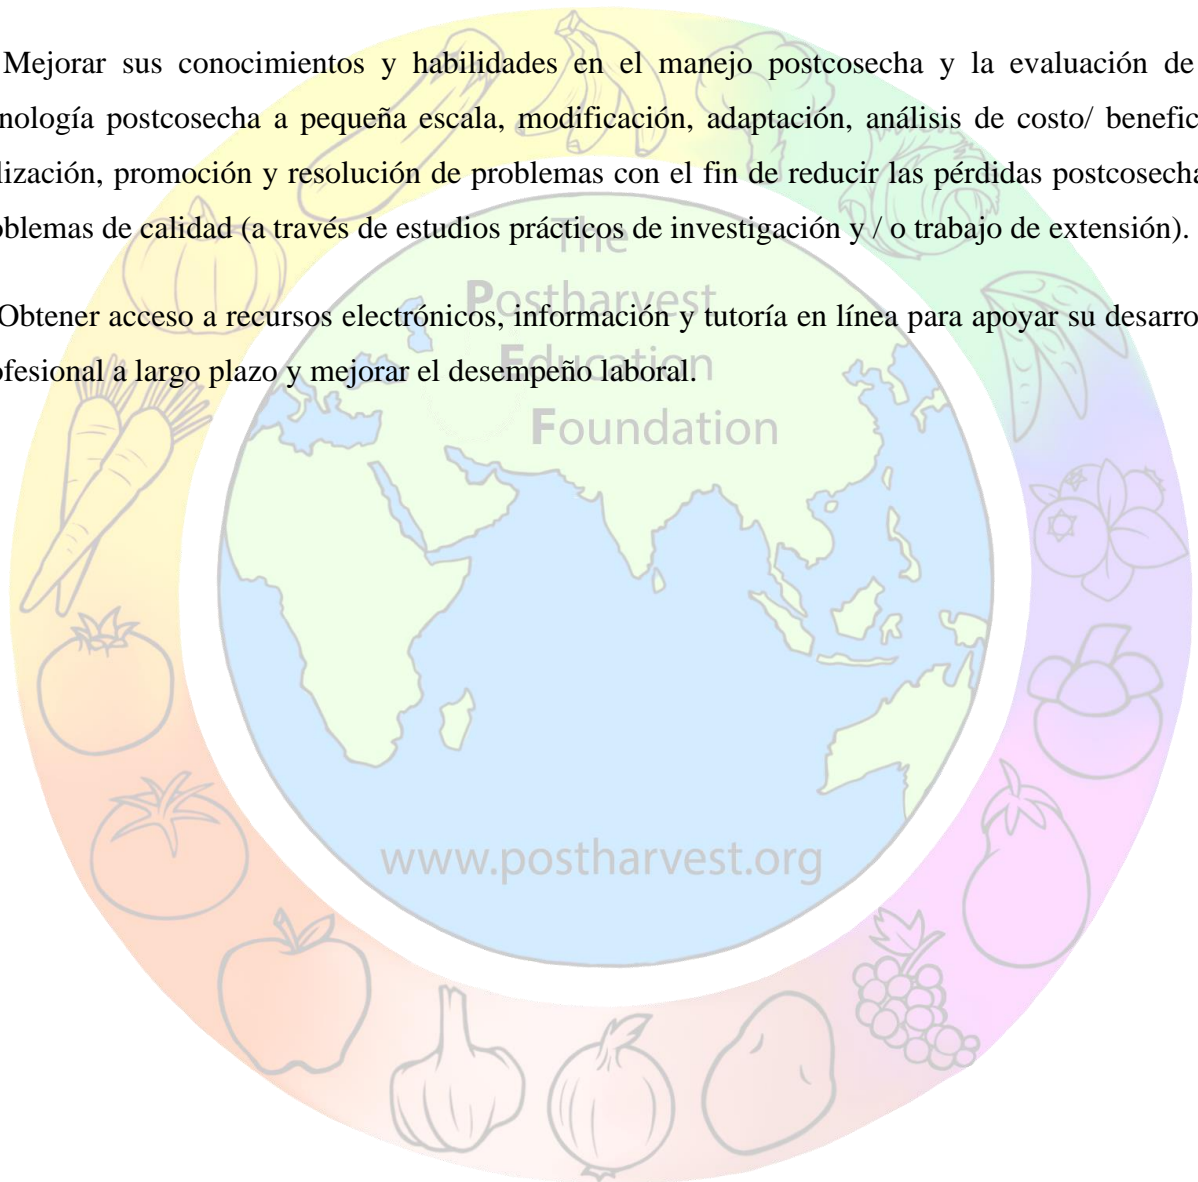 Mejorar sus conocimientos y habilidades en el manejo postcosecha y la evaluación de
nología postcosecha a pequeña escala, modificación, adaptación, análisis de costo/ benefic
lización, promoción y resolución de problemas con el fin de reducir las pérdidas postcosecha
blemas de calidad (a través de estudios prácticos de investigación y / o trabajo de extensión).
Obtener acceso a recursos electrónicos, información y tutoría en línea para apoyar su desarro
fesional a largo plazo y mejorar el desempeño laboral.
The
Postharvest
Education
Foundation
www.postharvest.org